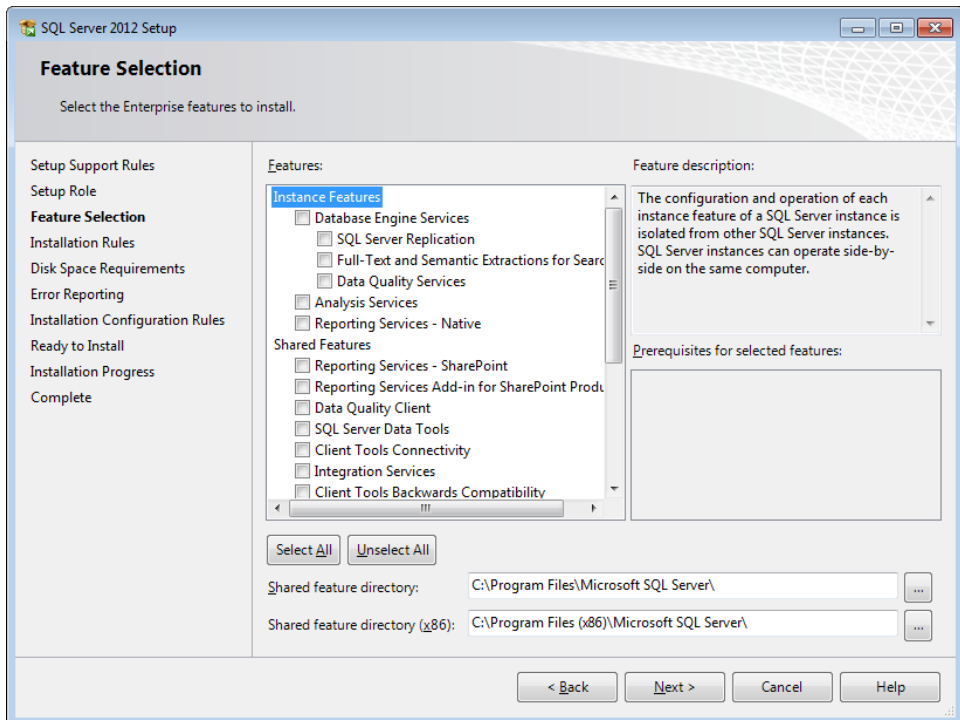 SQL Server 2012 Setup
Feature Selection
Select the Enterprise features to install.
Setup Support Rules
Setup Role
Feature Selection
Installation Rules
Disk Space Requirements
Error Reporting
Installation Configuration Rules
Ready to Install
Installation Progress
Complete
Features:
Instance Features
Database Engine Services
SQL Server Replication
Full-Text and Semantic Extractions for Searc
Data Quality Services
Analysis Services
Reporting Services - Native
Shared Features
Reporting Services - SharePoint
Reporting Services Add-in for SharePoint Produ
Data Quality Client
SQL Server Data Tools
Client Tools Connectivity
Integration Services
Client Tools Backwards Compatibility
Feature description:
The configuration and operation of each
instance feature of a SQL Server instance is
isolated from other SQL Server instances.
SQL Server instances can operate side-by-
side on the same computer.
Prerequisites for selected features:
Select All
Unselect All
Shared feature directory:
C:\Program Files\Microsoft SQL Server\
...
Shared feature directory (x86):
C:\Program Files (x86)\Microsoft SQL Server\
...
< Back
Next >
Cancel
Help